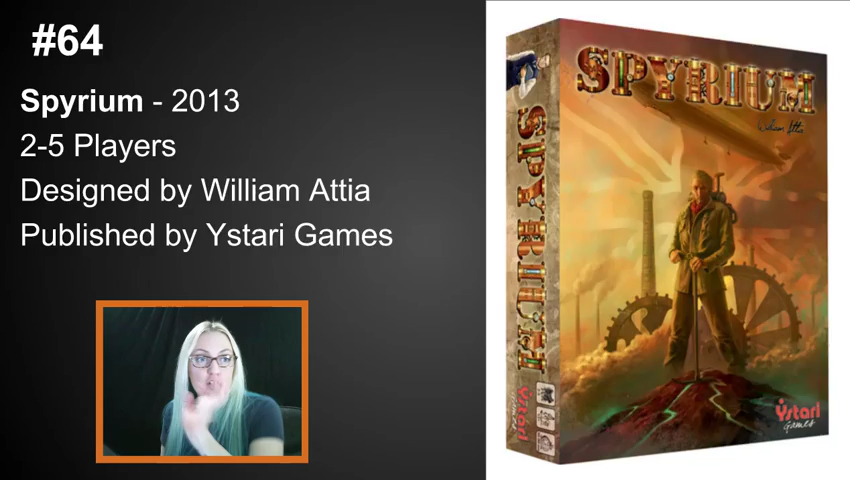 #64
Spyrium - 2013
2-5 Players
Designed by William Attia
Published by Ystari Games
SPYRIUM
William Attia
SPYRIUM
Ystari
Games
Ystari